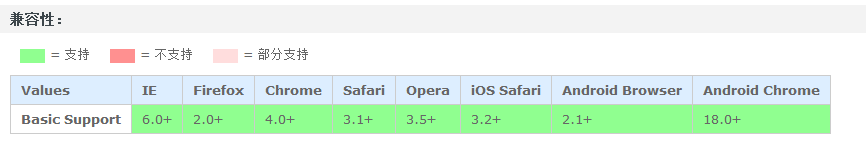 兼容性：
= 支持 = 不支持 = 部分支持
Values IE Firefox Chrome Safari Opera iOS Safari Android Browser Android Chrome
Basic Support 6.0+ 2.0+ 4.0+ 3.1+ 3.5+ 3.2+ 2.1+ 18.0+